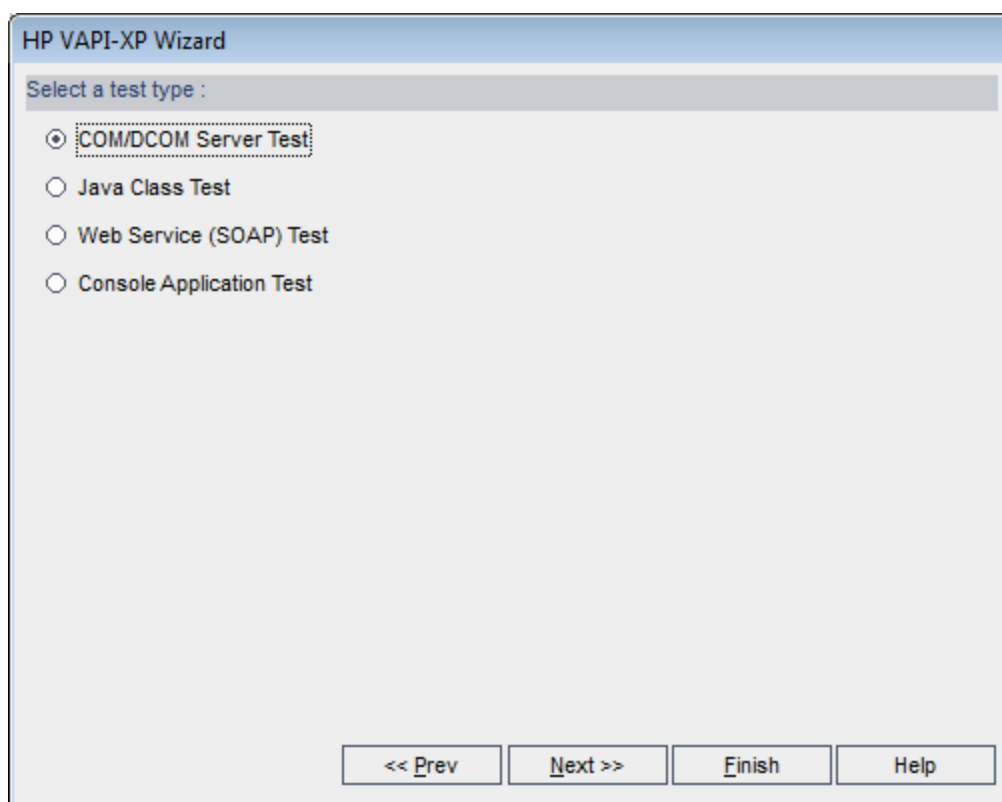 HP VAPI-XP Wizard
Select a test type :
COM/DCOM Server Test
Java Class Test
Web Service (SOAP) Test
Console Application Test
<< Prev Next >> Finish Help